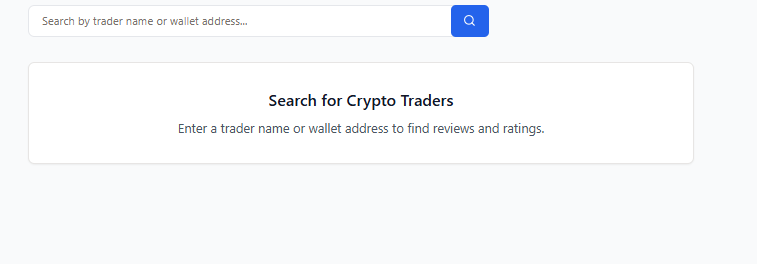 Search by trader name or wallet address...
Search for Crypto Traders
Enter a trader name or wallet address to find reviews and ratings.